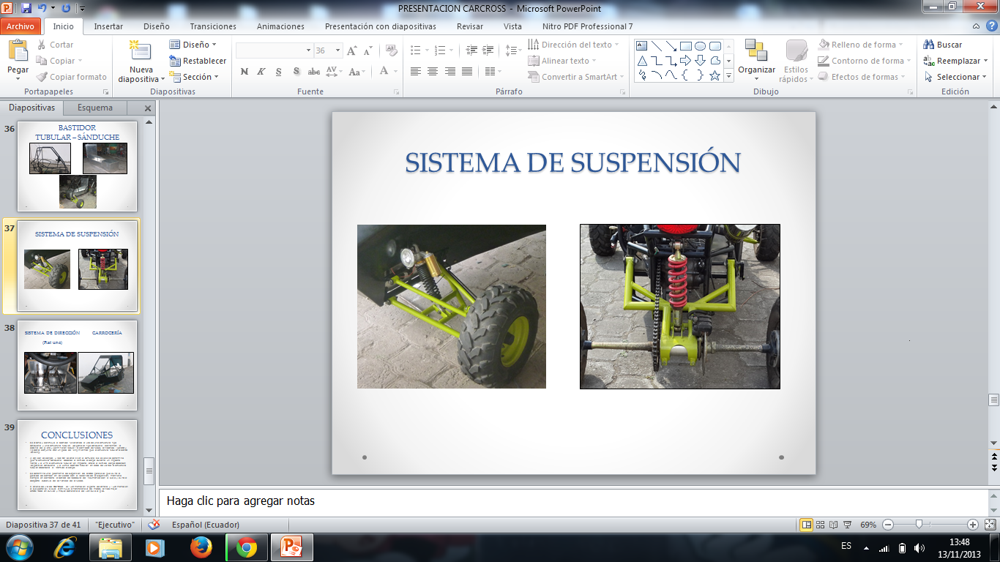 PRESENTACION CARCROSS - Microsoft PowerPoint
Archivo Inicio Insertar Diseño Transiciones Animaciones Presentación con diapositivas Revisar Vista Nitro PDF Professional 7
Pegar
Cortar
Copiar
Copiar formato
Portapapeles
Nueva
diapositiva
Diseño
Restablecer
Sección
Diapositivas
36
N K S S abc AV Aa A
Fuente
Dirección del texto
Alinear texto
Convertir a SmartArt
Párrafo
Organizar
Estilos
rápidos
Relleno de forma
Contorno de forma
Efectos de formas
Dibujo
Buscar
Reemplazar
Seleccionar
Edición
Diapositivas Esquema
36
BASTIDOR
TUBULAR – SÁNDUCHE
37
SISTEMA DE SUSPENSIÓN
38
SISTEMA DE DIRECCIÓN CARROCERÍA
(Fiat uno)
39
CONCLUSIONES
SISTEMA DE SUSPENSIÓN
Haga clic para agregar notas
Diapositiva 37 de 41 "Ejecutivo" Español (Ecuador) 69%
ES 13:48
13/11/2013